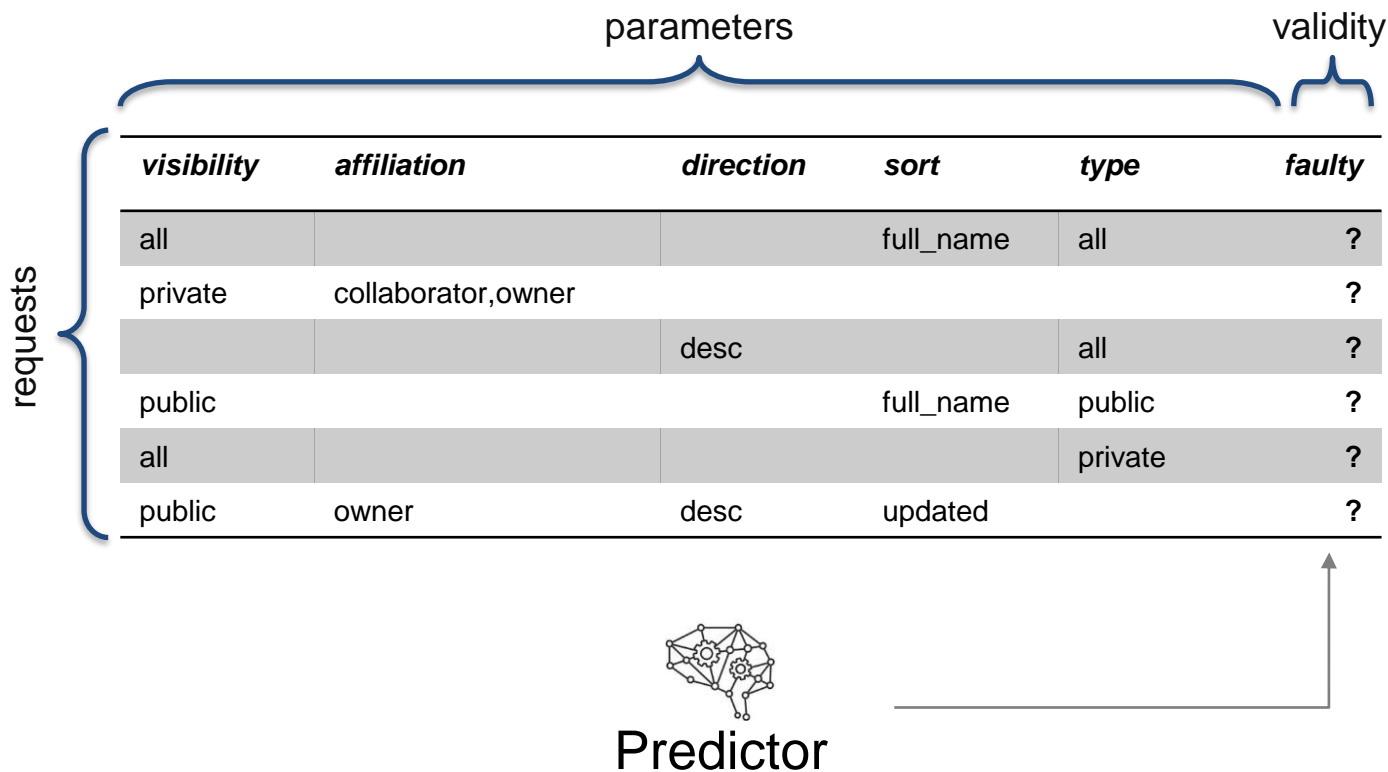 parameters validity
visibility affiliation direction sort type faulty
all full_name all ?
private collaborator,owner ?
desc all ?
public full_name public ?
all private ?
public owner desc updated ?
requests
Predictor